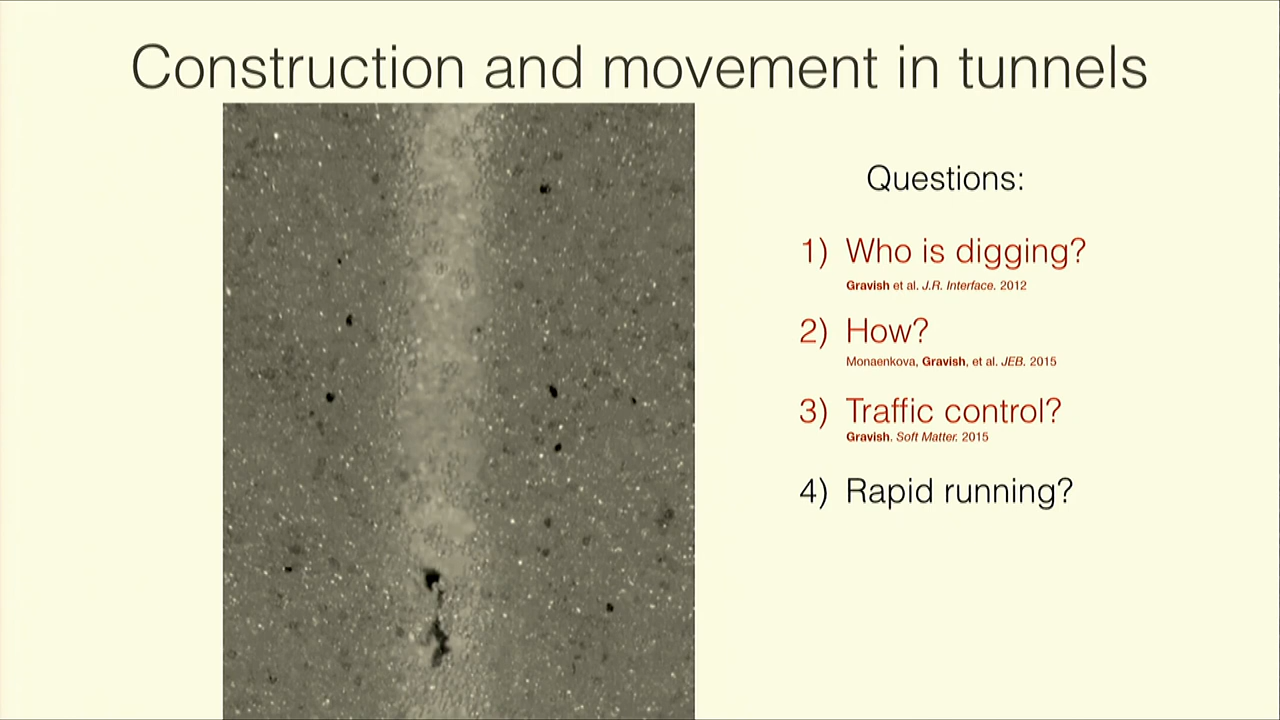 Construction and movement in tunnels
Questions:
1) Who is digging?
Gravish et al. J.R. Interface. 2012
2) How?
Monaenkova, Gravish, et al. JEB. 2015
3) Traffic control?
Gravish. Soft Matter. 2015
4) Rapid running?